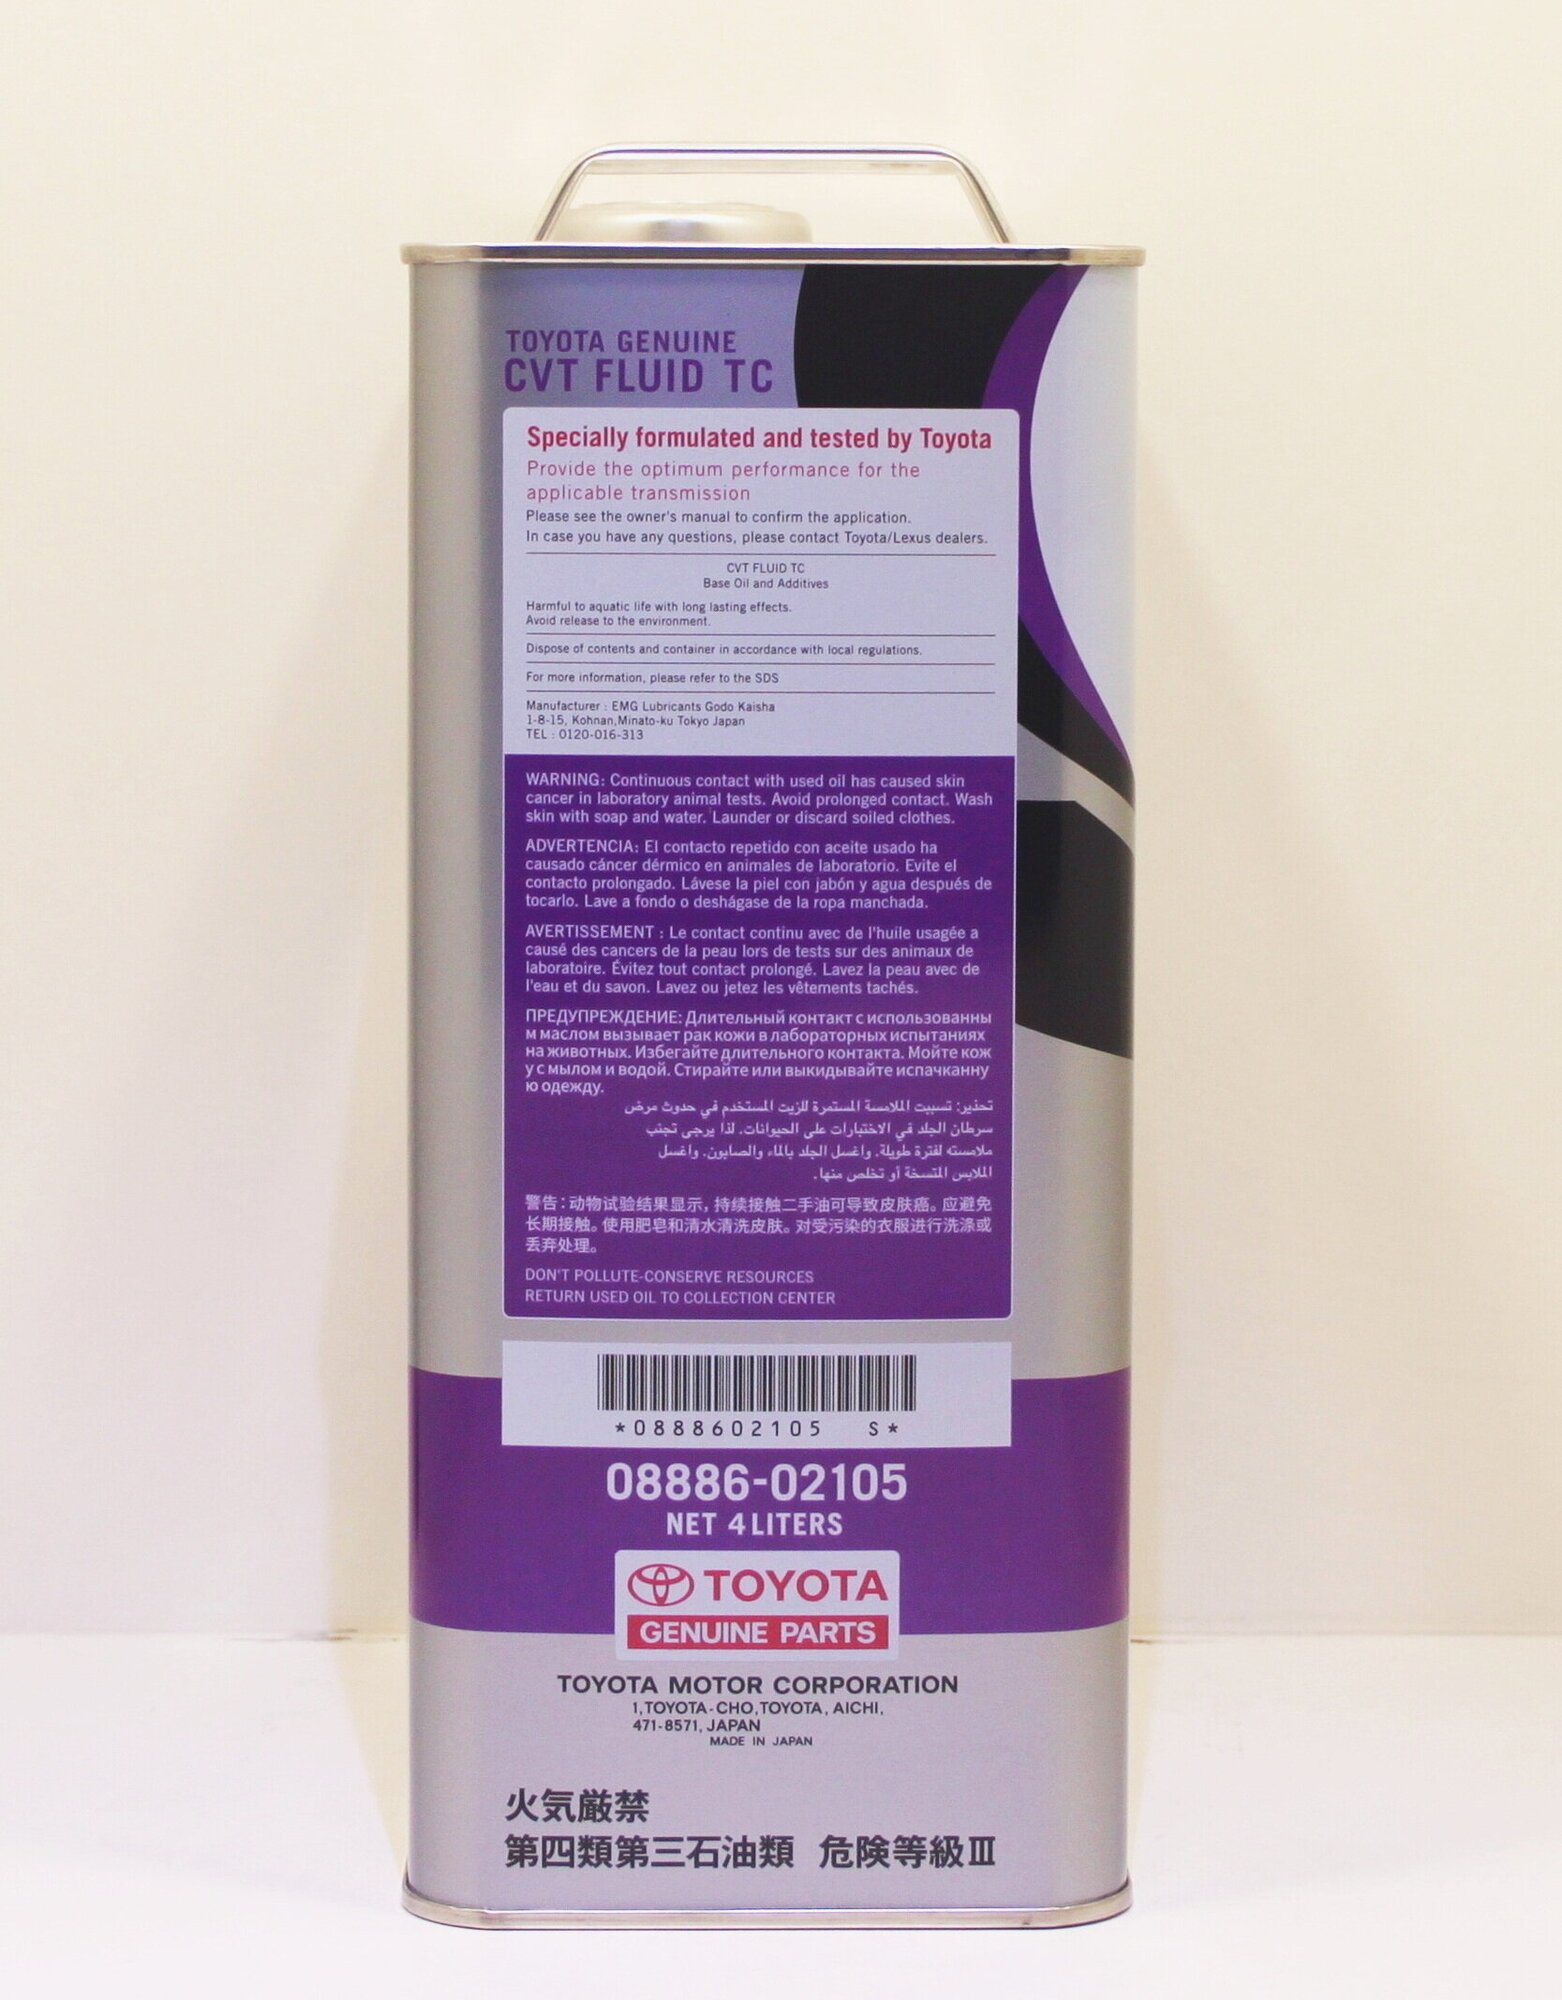 TOYOTA GENUINE
CVT FLUID TC
Specially formulated and tested by Toyota
Provide the optimum performance for the
applicable transmission
Please see the owner's manual to confirm the application.
In case you have any questions, please contact Toyota/Lexus dealers.
CVT FLUID TC
Base Oil and Additives
Harmful to aquatic life with long lasting effects.
Avoid release to the environment.
Dispose of contents and container in accordance with local regulations.
For more information, please refer to the SDS
Manufacturer : EMG Lubricants Godo Kaisha
1-8-15, Kohnan,Minato-ku Tokyo Japan
TEL : 0120-016-313
WARNING: Continuous contact with used oil has caused skin
cancer in laboratory animal tests. Avoid prolonged contact. Wash
skin with soap and water. Launder or discard soiled clothes.
ADVERTENCIA: El contacto repetido con aceite usado ha
causado cáncer dérmico en animales de laboratorio. Evite el
contacto prolongado. Lávese la piel con jabón y agua después de
tocarlo. Lave a fondo o deshágase de la ropa manchada.
AVERTISSEMENT : Le contact continu avec de l'huile usagée a
causé des cancers de la peau lors de tests sur des animaux de
laboratoire. Évitez tout contact prolongé. Lavez la peau avec de
l'eau et du savon. Lavez ou jetez les vêtements tachés.
ПРЕДУПРЕЖДЕНИЕ: Длительный контакт с использованны
м маслом вызывает рак кожи в лабораторных испытаниях
на животных. Избегайте длительного контакта. Мойте кож
у с мылом и водой. Стирайте или выкидывайте испачканну
ю одежду.
تحذير: تسببت الملامسة المستمرة للزيت المستخدم في حدوث مرض
سرطان الجلد في الاختبارات على الحيوانات. لذا يرجى تجنب
ملامسته لفترة طويلة. واغسل الجلد بالماء والصابون. واغسل
الملابس المتسخة أو تخلص منها.
警告：动物试验结果显示，持续接触二手油可导致皮肤癌。应避免
长期接触。使用肥皂和清水清洗皮肤。对受污染的衣服进行洗涤或
丢弃处理。
DON'T POLLUTE-CONSERVE RESOURCES
RETURN USED OIL TO COLLECTION CENTER
*0888602105 S*
08886-02105
NET 4 LITERS
TOYOTA
GENUINE PARTS
TOYOTA MOTOR CORPORATION
1,TOYOTA-CHO,TOYOTA, AICHI,
471-8571, JAPAN
MADE IN JAPAN
火気厳禁
第四類第三石油類 危険等級Ⅲ